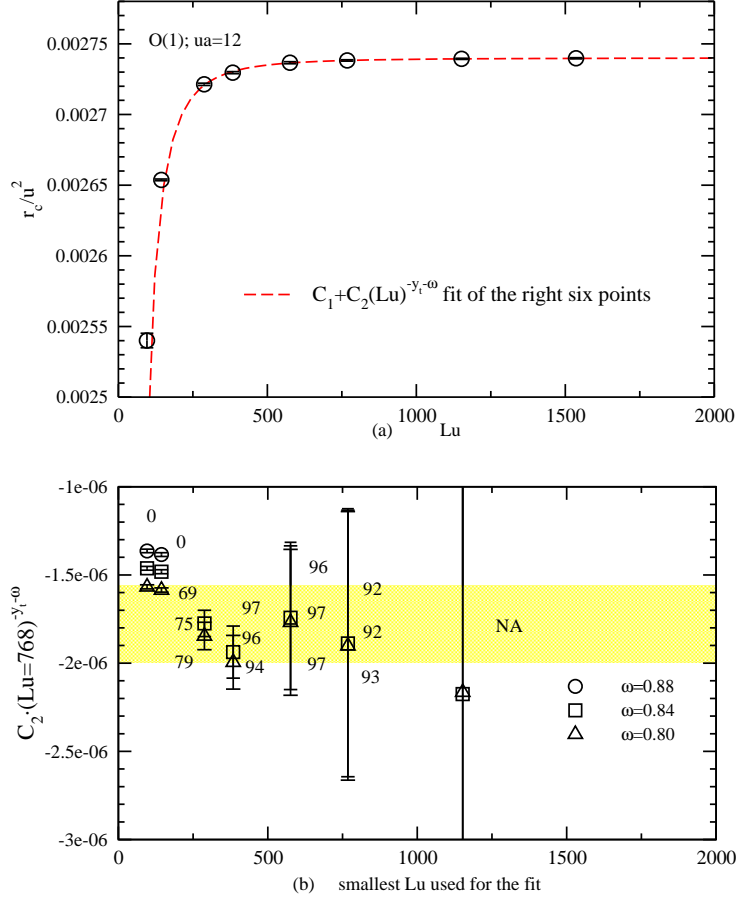 O(1); ua=12
0.00275
0.0027
0.00265
0.0026
0.00255
0.0025
r_c/u^2
C_1+C_2(Lu)^{-y_t-ω} fit of the right six points
0 500 1000 1500 2000
(a) Lu
-1e-06
-1.5e-06
-2e-06
-2.5e-06
-3e-06
C_2·(Lu=768)^{-y_t-ω}
0
0
69
75
79
97
96
94
96
97
97
92
92
93
NA
ω=0.88
ω=0.84
ω=0.80
0 500 1000 1500 2000
(b) smallest Lu used for the fit